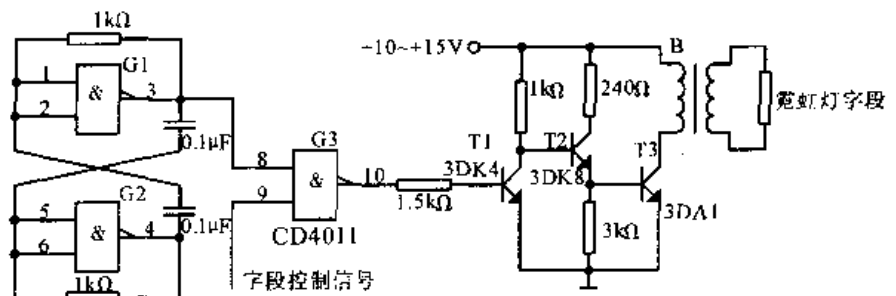 1kΩ
G1
1
2
3
&
0.1μF
G2
5
6
4
&
0.1μF
1kΩ
G3
8
9
10
&
CD4011
字段控制信号
1.5kΩ
+10~+15V
1kΩ
240Ω
T1
3DK4
T2
3DK8
T3
3DA1
3kΩ
B
霓虹灯字段